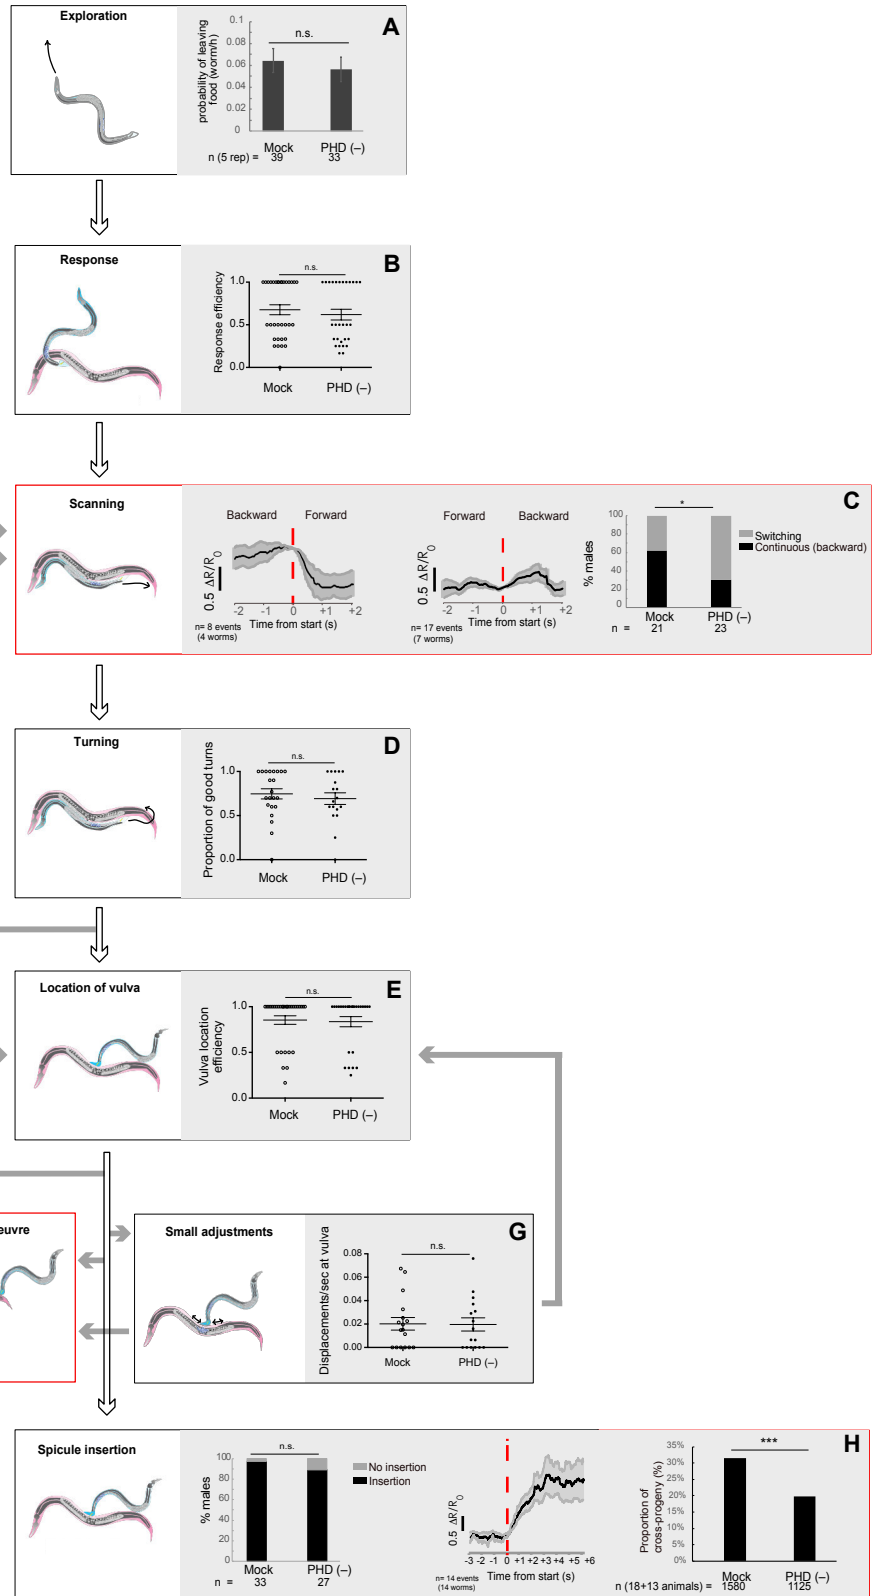 Exploration
A
probability of leaving
food (worm/h)
0.1
0.08
0.06
0.04
0.02
0
n.s.
Mock PHD (–)
n (5 rep) = 39 33
Response
B
Response efficiency
1.0
0.5
0.0
n.s.
Mock PHD (–)
Scanning
C
Backward Forward
0.5 ΔR/R0
-2 -1 0 +1 +2
Time from start (s)
n= 8 events
(4 worms)
Forward Backward
0.5 ΔR/R0
-2 -1 0 +1 +2
Time from start (s)
n= 17 events
(7 worms)
% males
100
80
60
40
20
0
*
Switching
Continuous (backward)
Mock PHD (–)
n = 21 23
Turning
D
Proportion of good turns
1.0
0.5
0.0
n.s.
Mock PHD (–)
Location of vulva
E
Vulva location
efficiency
1.0
0.5
0.0
n.s.
Mock PHD (–)
euvre
Small adjustments
G
Displacements/sec at vulva
0.08
0.06
0.04
0.02
0.00
n.s.
Mock PHD (–)
Spicule insertion
H
% males
100
80
60
40
20
0
n.s.
No insertion
Insertion
Mock PHD (–)
n = 33 27
0.5 ΔR/R0
-3 -2 -1 0 +1 +2 +3 +4 +5 +6
Time from start (s)
n= 14 events
(14 worms)
Proportion of
cross-progeny (%)
35%
30%
25%
20%
15%
10%
5%
0%
***
Mock PHD (–)
n (18+13 animals) = 1580 1125